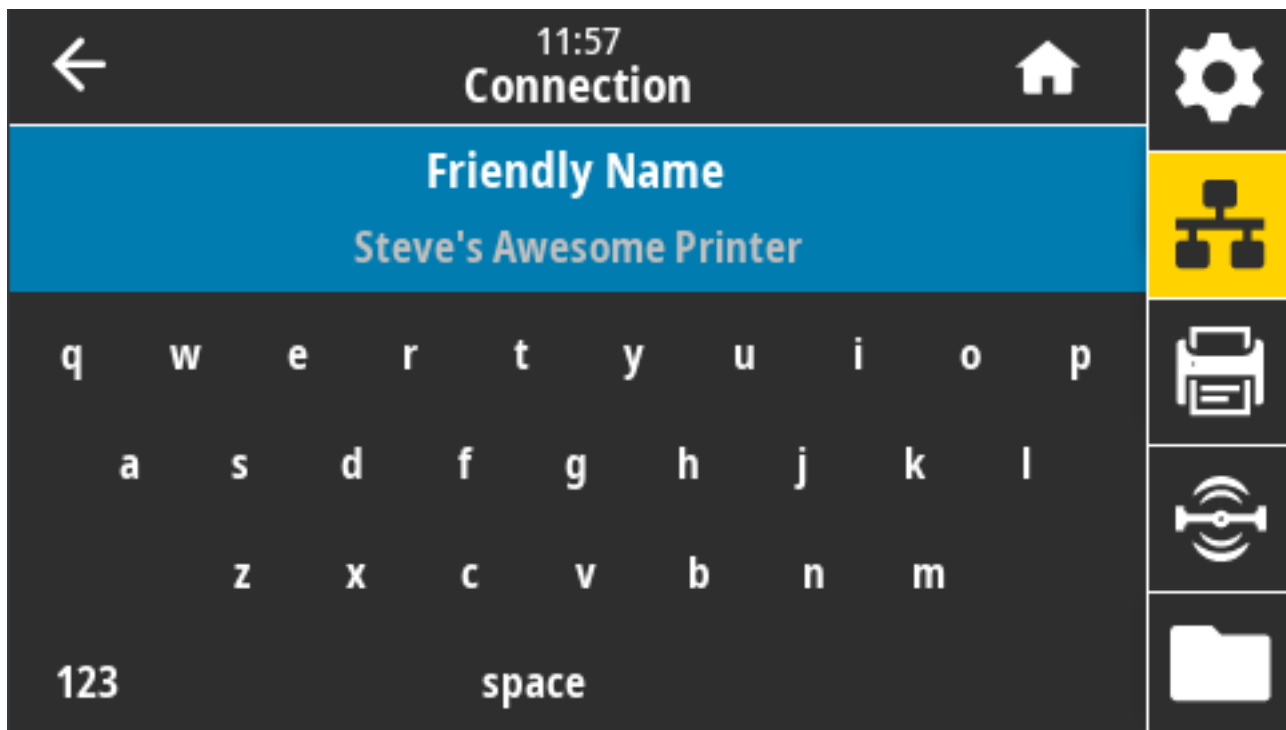 11:57
Connection
Friendly Name
Steve's Awesome Printer
q w e r t y u i o p
a s d f g h j k l
z x c v b n m
123 space